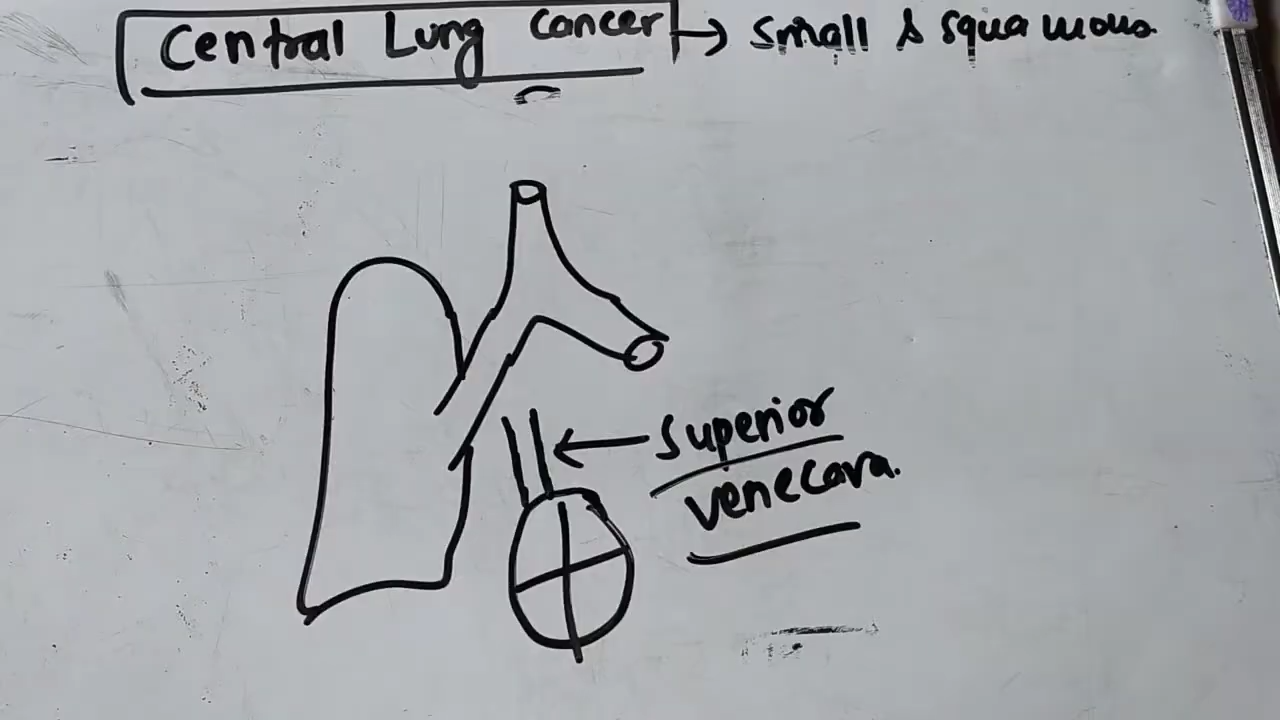 Central Lung Cancer → Small & Squamous.
Superior
venecava.